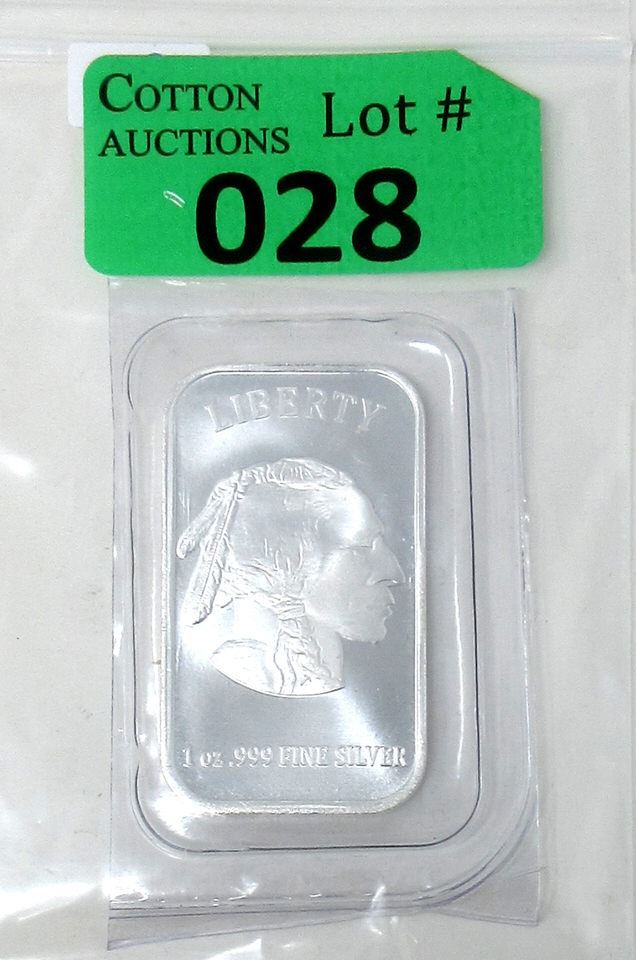 COTTON
AUCTIONS
Lot #
028
LIBERTY
1 oz .999 FINE SILVER